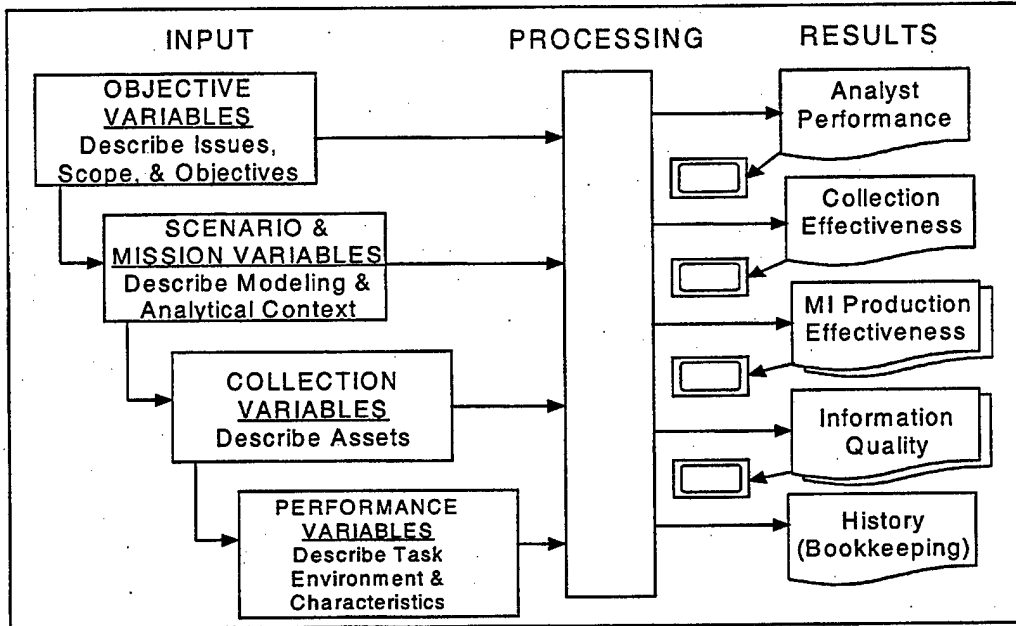 INPUT
PROCESSING
RESULTS
OBJECTIVE
VARIABLES
Describe Issues,
Scope, & Objectives
SCENARIO &
MISSION VARIABLES
Describe Modeling &
Analytical Context
COLLECTION
VARIABLES
Describe Assets
PERFORMANCE
VARIABLES
Describe Task
Environment &
Characteristics
Analyst
Performance
Collection
Effectiveness
MI Production
Effectiveness
Information
Quality
History
(Bookkeeping)